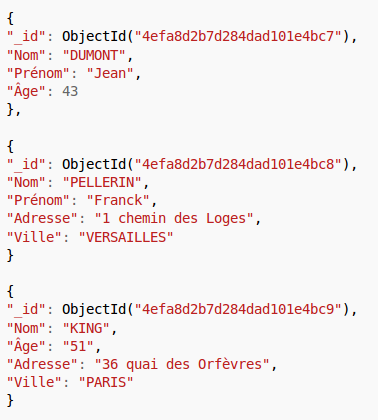 {
"_id": ObjectId("4efa8d2b7d284dad101e4bc7"),
"Nom": "DUMONT",
"Prénom": "Jean",
"Âge": 43
},
{
"_id": ObjectId("4efa8d2b7d284dad101e4bc8"),
"Nom": "PELLERIN",
"Prénom": "Franck",
"Adresse": "1 chemin des Loges",
"Ville": "VERSAILLES"
}
{
"_id": ObjectId("4efa8d2b7d284dad101e4bc9"),
"Nom": "KING",
"Âge": "51",
"Adresse": "36 quai des Orfèvres",
"Ville": "PARIS"
}